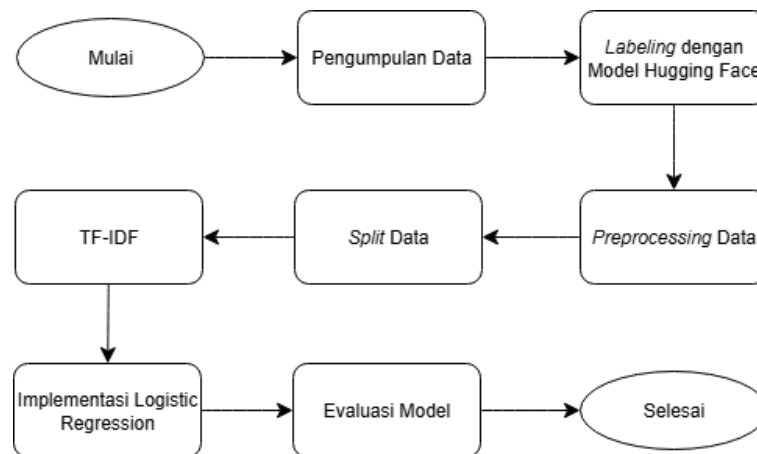 Mulai
Pengumpulan Data
Labeling dengan
Model Hugging Face
Preprocessing Data
Split Data
TF-IDF
Implementasi Logistic
Regression
Evaluasi Model
Selesai